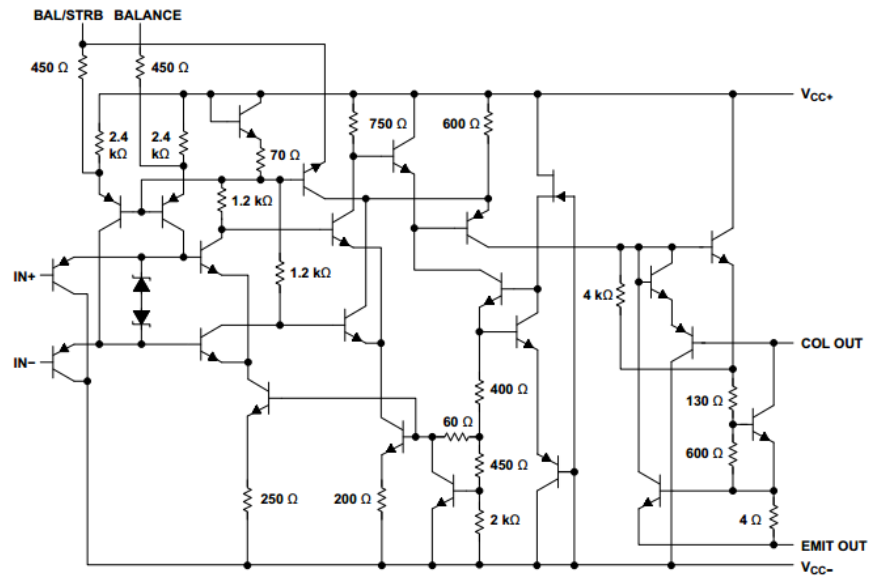 BAL/STRB BALANCE
450 Ω 450 Ω
VCC+
2.4
kΩ
2.4
kΩ
70 Ω
750 Ω
600 Ω
1.2 kΩ
IN+
1.2 kΩ
4 kΩ
IN−
COL OUT
400 Ω
130 Ω
60 Ω
600 Ω
450 Ω
250 Ω
200 Ω
2 kΩ
4 Ω
EMIT OUT
VCC−